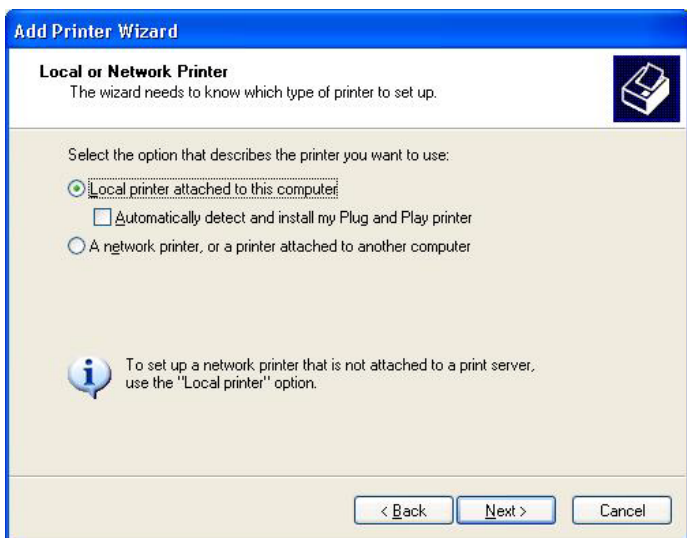 Add Printer Wizard
Local or Network Printer
The wizard needs to know which type of printer to set up.
Select the option that describes the printer you want to use:
Local printer attached to this computer
Automatically detect and install my Plug and Play printer
A network printer, or a printer attached to another computer
To set up a network printer that is not attached to a print server,
use the "Local printer" option.
< Back Next > Cancel